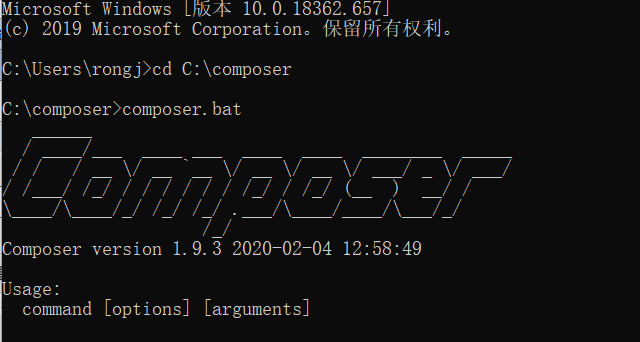 Microsoft Windows [版本 10.0.18362.657]
(c) 2019 Microsoft Corporation。保留所有权利。
C:\Users\rongj>cd C:\composer
C:\composer>composer.bat
Composer
Composer version 1.9.3 2020-02-04 12:58:49
Usage:
command [options] [arguments]